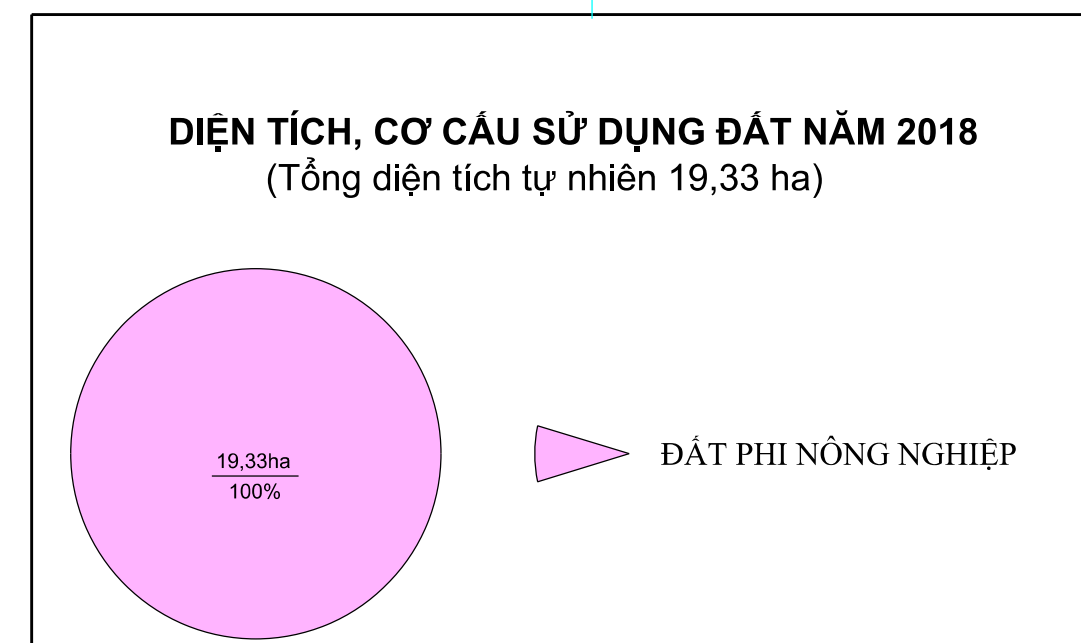 DIỆN TÍCH, CƠ CẤU SỬ DỤNG ĐẤT NĂM 2018
(Tổng diện tích tự nhiên 19,33 ha)
19,33ha
100%
ĐẤT PHI NÔNG NGHIỆP